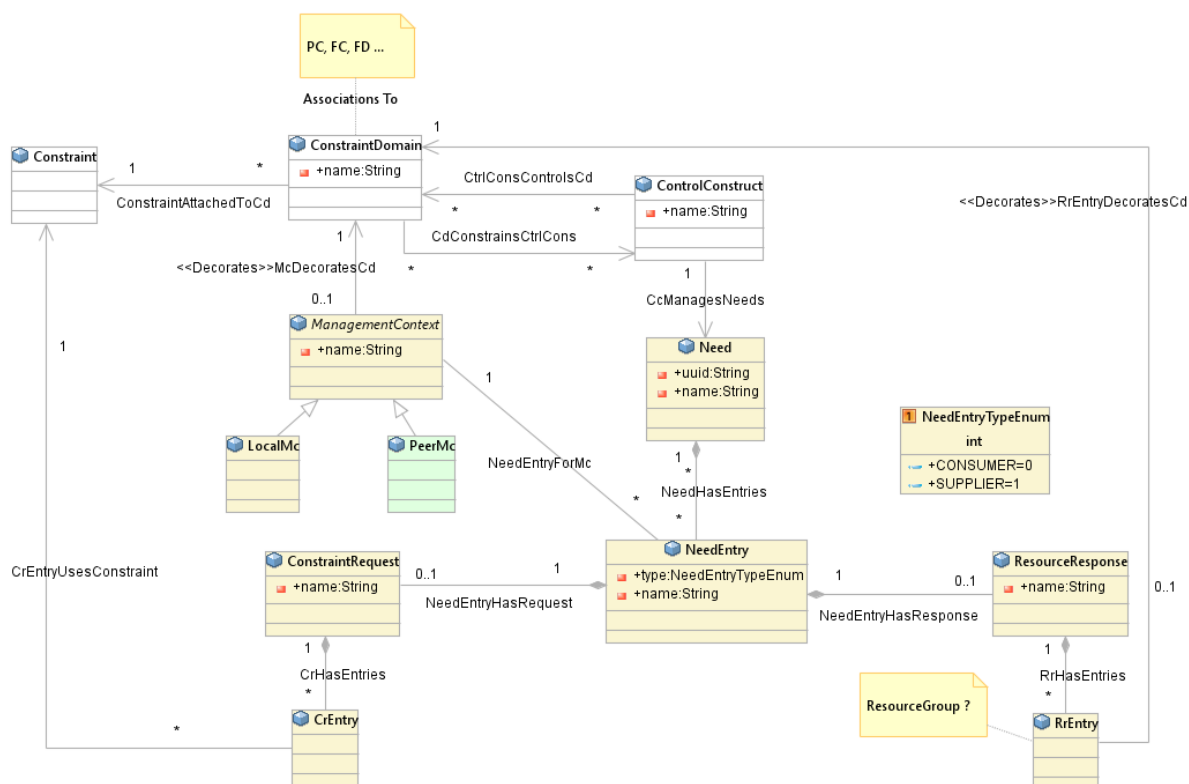 PC, FC, FD ...
Associations To
1
ConstraintDomain
+name:String
Constraint
1
*
ConstraintAttachedToCd
CtrlConsControlsCd
*
*
ControlConstruct
+name:String
<<Decorates>>RrEntryDecoratesCd
CdConstrainsCtrlCons
*
*
1
<<Decorates>>McDecoratesCd
0..1
1
CcManagesNeeds
ManagementContext
+name:String
1
Need
+uuid:String
+name:String
1
LocalMc
PeerMc
NeedEntryTypeEnum
int
+CONSUMER=0
+SUPPLIER=1
NeedEntryForMc
1
*
NeedHasEntries
*
*
CrEntryUsesConstraint
ConstraintRequest
+name:String
0..1
1
NeedEntryHasRequest
NeedEntry
+type:NeedEntryTypeEnum
+name:String
1
0..1
NeedEntryHasResponse
ResourceResponse
+name:String
0..1
1
CrHasEntries
*
1
RrHasEntries
*
CrEntry
*
ResourceGroup ?
RrEntry